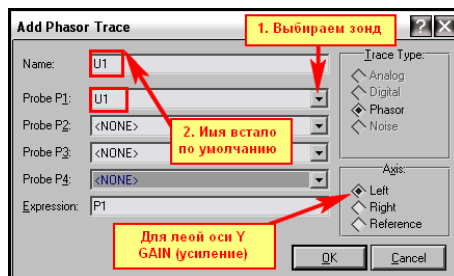 Add Phasor Trace
1. Выбираем зонд
Name: U1
Probe P1: U1
Probe P2: <NONE>
Probe P3: <NONE>
Probe P4: <NONE>
Expression: P1
2. Имя встало
по умолчанию
Trace Type:
Analog
Digital
Phasor
Noise
Axis:
Left
Right
Reference
Для леой оси Y
GAIN (усиление)
OK
Cancel